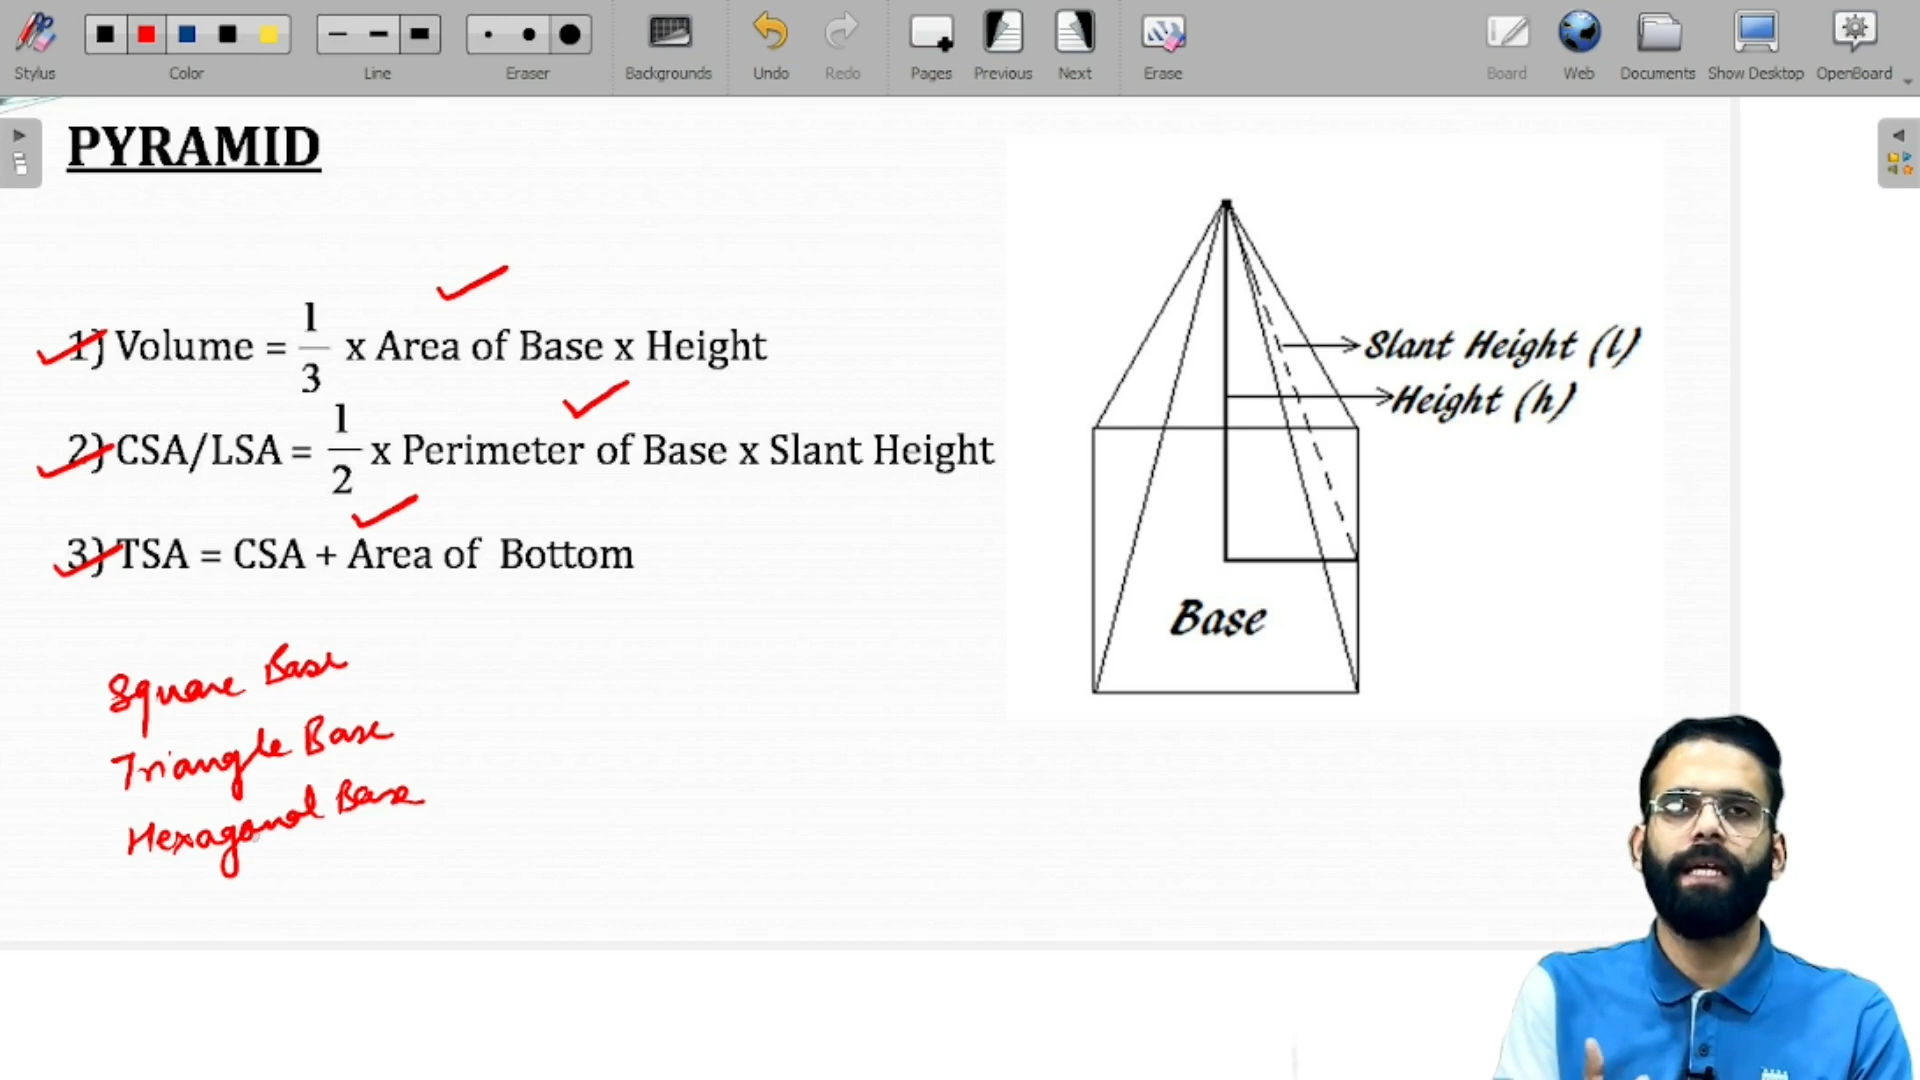 Stylus
Color
Line
Eraser
Backgrounds
Undo
Redo
Pages
Previous
Next
Erase
Board
Web
Documents
Show Desktop
OpenBoard
PYRAMID
1) Volume = 1/3 x Area of Base x Height
2) CSA/LSA = 1/2 x Perimeter of Base x Slant Height
3) TSA = CSA + Area of Bottom
Square Base
Triangle Base
Hexagonal Base
Slant Height (l)
Height (h)
Base